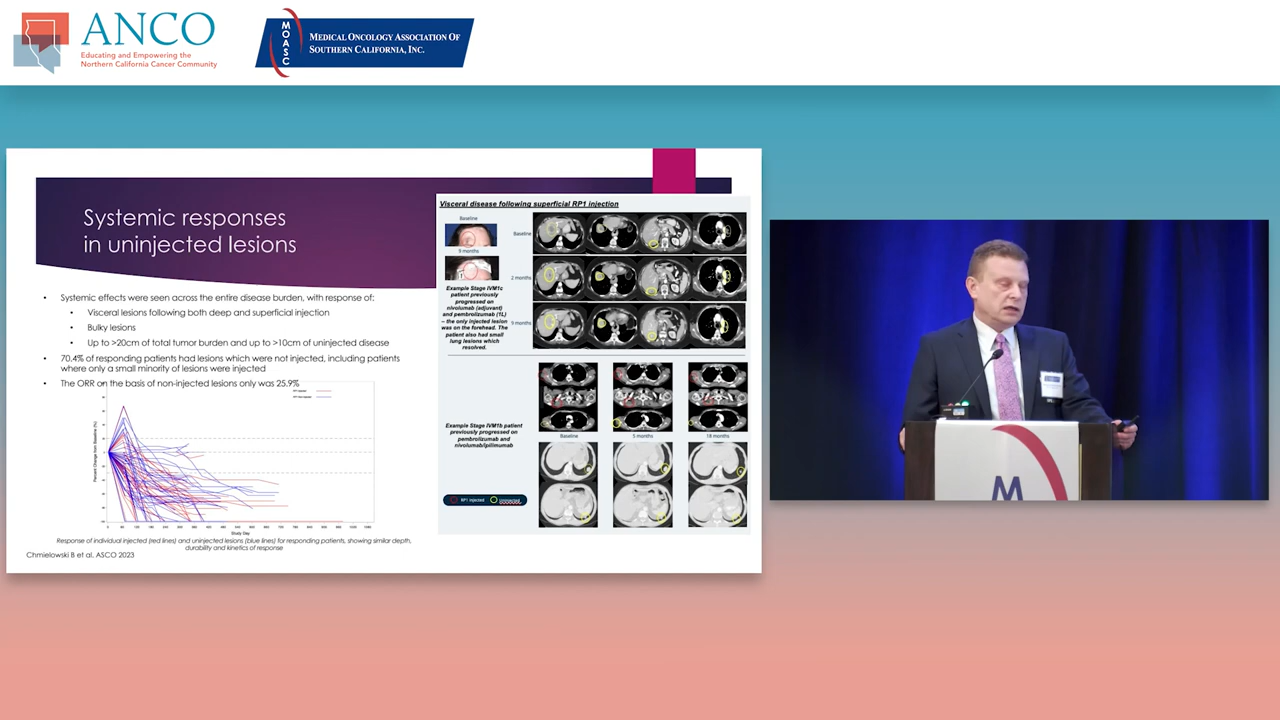 ANCO
Educating and Empowering the
Northern California Cancer Community
MOASC
MEDICAL ONCOLOGY ASSOCIATION OF
SOUTHERN CALIFORNIA, INC.
Systemic responses
in uninjected lesions
• Systemic effects were seen across the entire disease burden, with response of:
• Visceral lesions following both deep and superficial injection
• Bulky lesions
• Up to >20cm of total tumor burden and up to >10cm of uninjected disease
• 70.4% of responding patients had lesions which were not injected, including patients
where only a small minority of lesions were injected
• The ORR on the basis of non-injected lesions only was 25.9%
Percent Change from Baseline (%)
Study Day
Response of individual injected (red lines) and uninjected lesions (blue lines) for responding patients, showing similar depth,
durability and kinetics of response
Chmielowski B et al. ASCO 2023
Visceral disease following superficial RP1 injection
Baseline
9 months
Baseline
2 months
9 months
Example Stage IVM1c
patient previously
progressed on
nivolumab (adjuvant)
and pembrolizumab (1L)
– the only injected lesion
was on the forehead. The
patient also had small
lung lesions which
resolved.
Example Stage IVM1b patient
previously progressed on
pembrolizumab and
nivolumab/ipilimumab
Baseline
5 months
18 months
RP1 injected
M